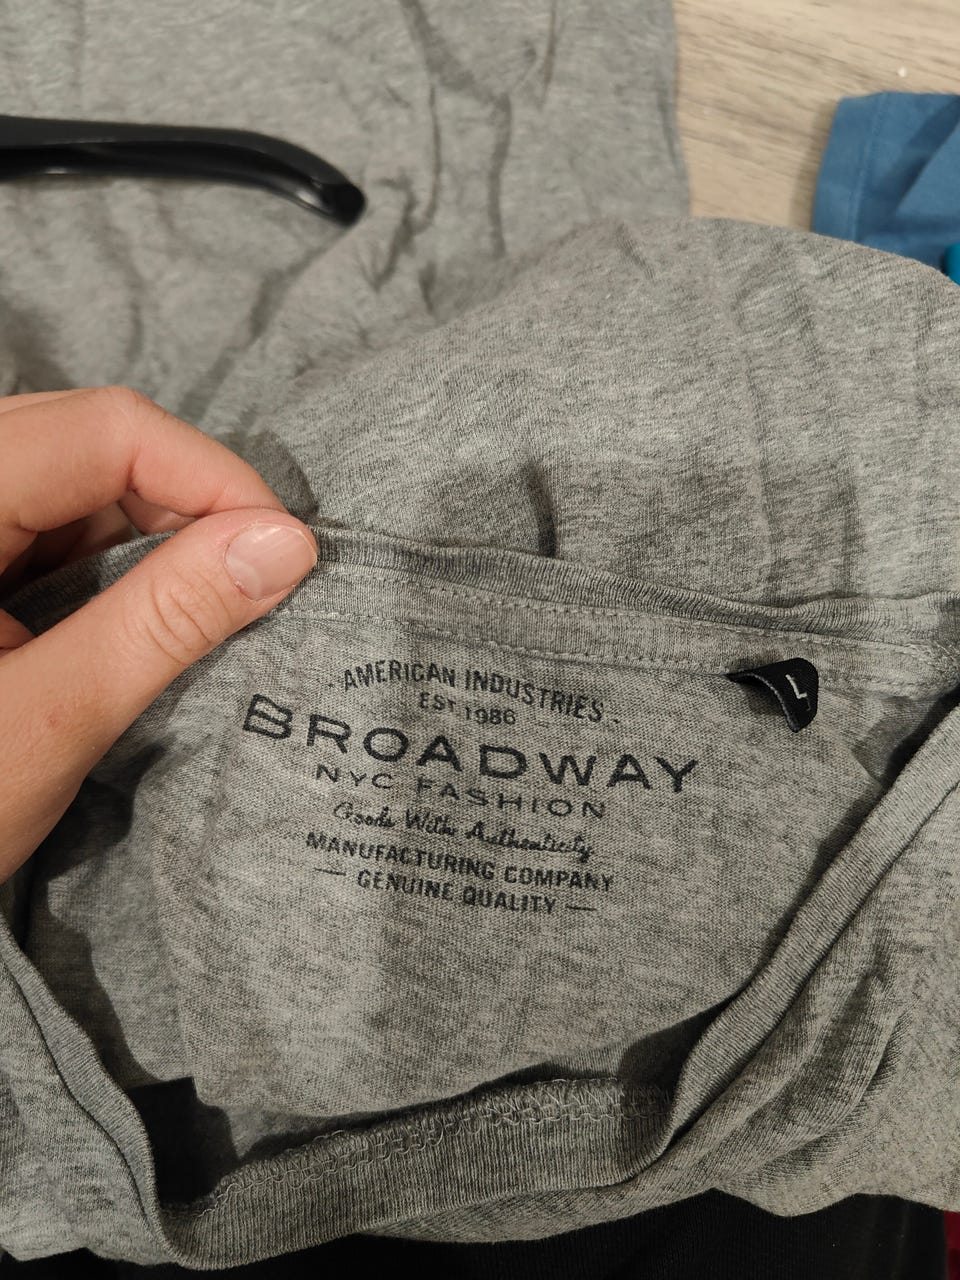 AMERICAN INDUSTRIES
EST 1986
BROADWAY
NYC FASHION
Goods With Authenticity
MANUFACTURING COMPANY
GENUINE QUALITY
L